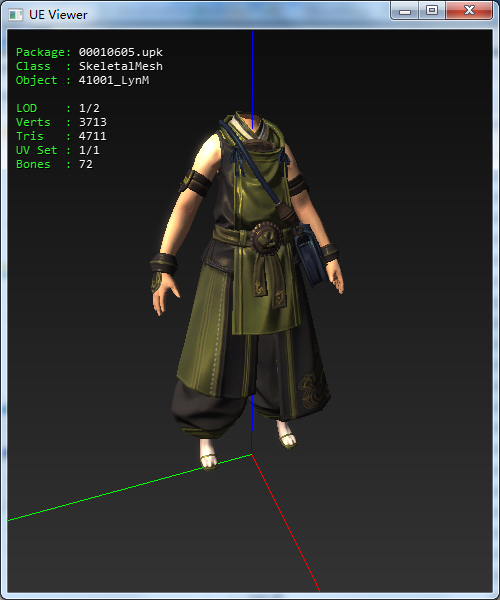 UE Viewer
Package: 00010605.upk
Class : SkeletalMesh
Object : 41001_LynM
LOD : 1/2
Verts : 3713
Tris : 4711
UV Set : 1/1
Bones : 72